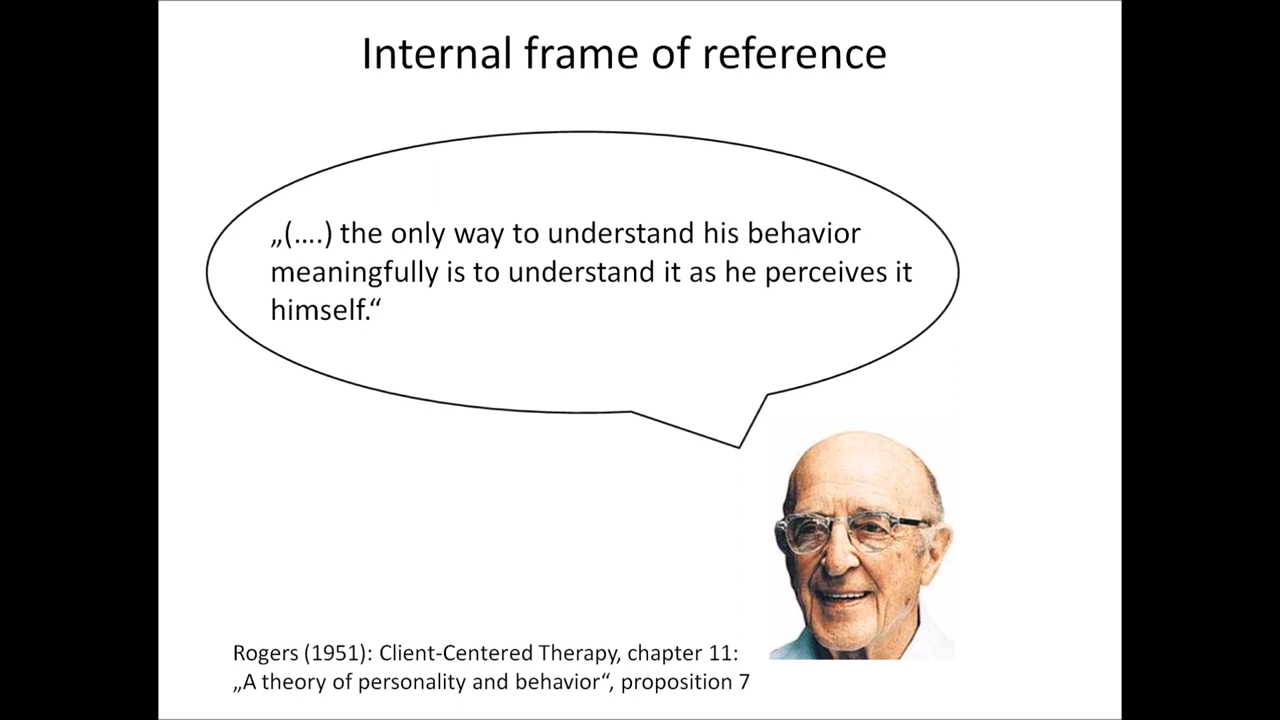 Internal frame of reference
„(....) the only way to understand his behavior
meaningfully is to understand it as he perceives it
himself.“
Rogers (1951): Client-Centered Therapy, chapter 11:
„A theory of personality and behavior“, proposition 7